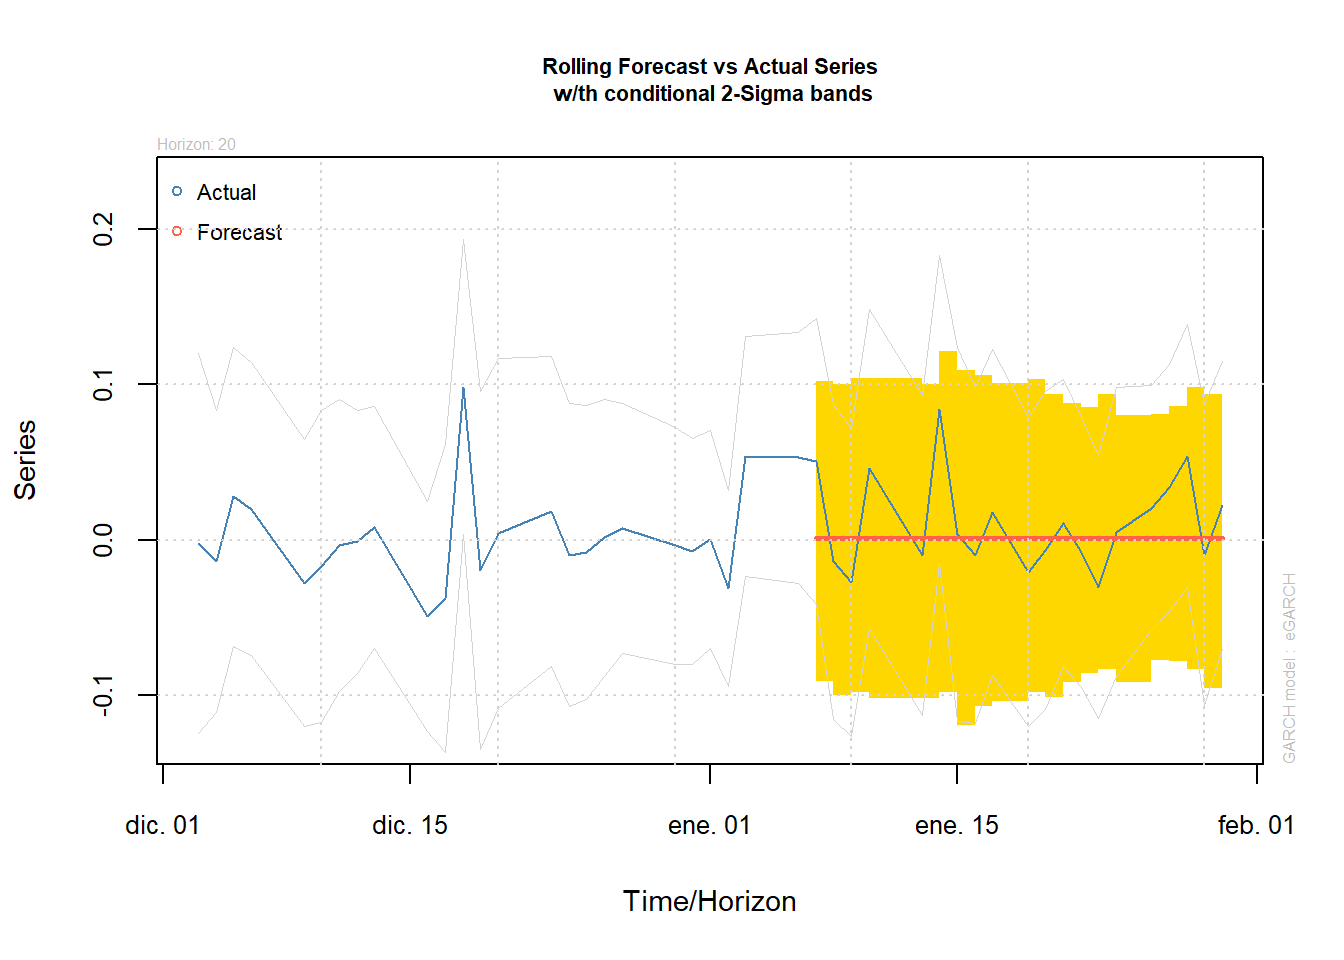 Rolling Forecast vs Actual Series
w/th conditional 2-Sigma bands
Horizon: 20
Actual
Forecast
0.2
0.1
0.0
-0.1
Series
GARCH model : eGARCH
dic. 01
dic. 15
ene. 01
ene. 15
feb. 01
Time/Horizon